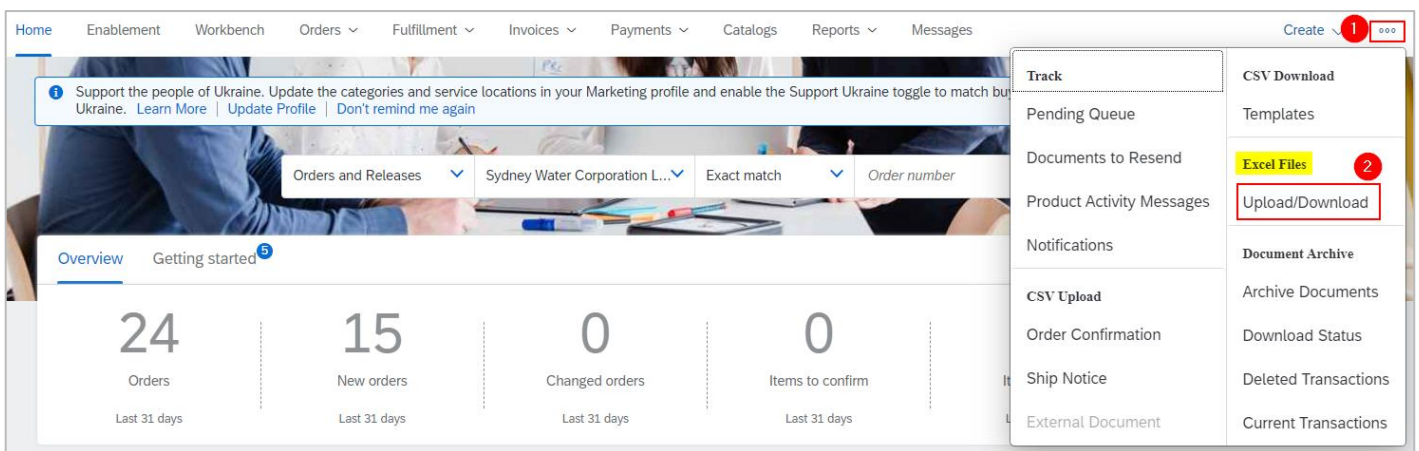 Home Enablement Workbench Orders Fulfillment Invoices Payments Catalogs Reports Messages Create 1
Support the people of Ukraine. Update the categories and service locations in your Marketing profile and enable the Support Ukraine toggle to match bu
Ukraine. Learn More | Update Profile | Don't remind me again
Orders and Releases Sydney Water Corporation L... Exact match Order number
Overview Getting started 5
24 15 0 0
Orders New orders Changed orders Items to confirm It
Last 31 days Last 31 days Last 31 days Last 31 days L
Track
Pending Queue
Documents to Resend
Product Activity Messages
Notifications
CSV Upload
Order Confirmation
Ship Notice
External Document
CSV Download
Templates
Excel Files 2
Upload/Download
Document Archive
Archive Documents
Download Status
Deleted Transactions
Current Transactions